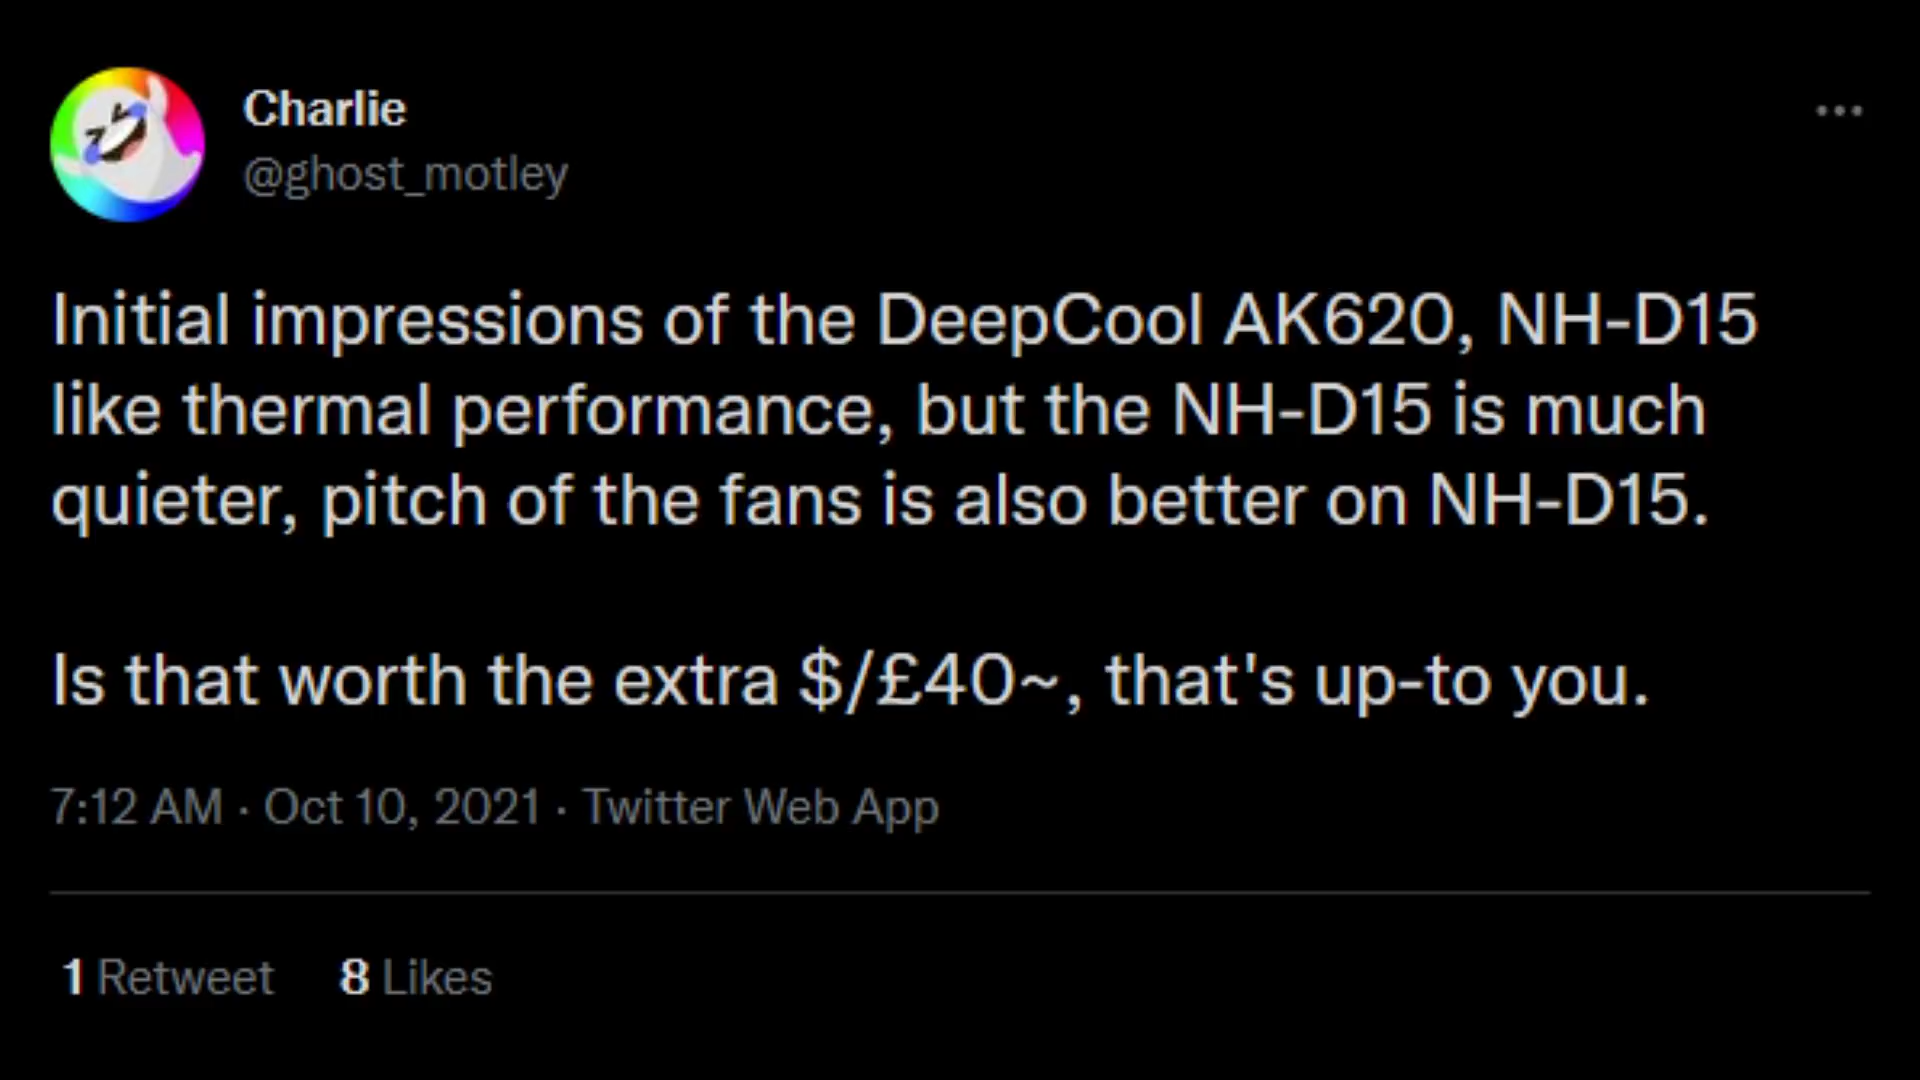 Charlie
@ghost_motley
Initial impressions of the DeepCool AK620, NH-D15
like thermal performance, but the NH-D15 is much
quieter, pitch of the fans is also better on NH-D15.
Is that worth the extra $/£40~, that's up-to you.
7:12 AM · Oct 10, 2021 · Twitter Web App
1 Retweet 8 Likes